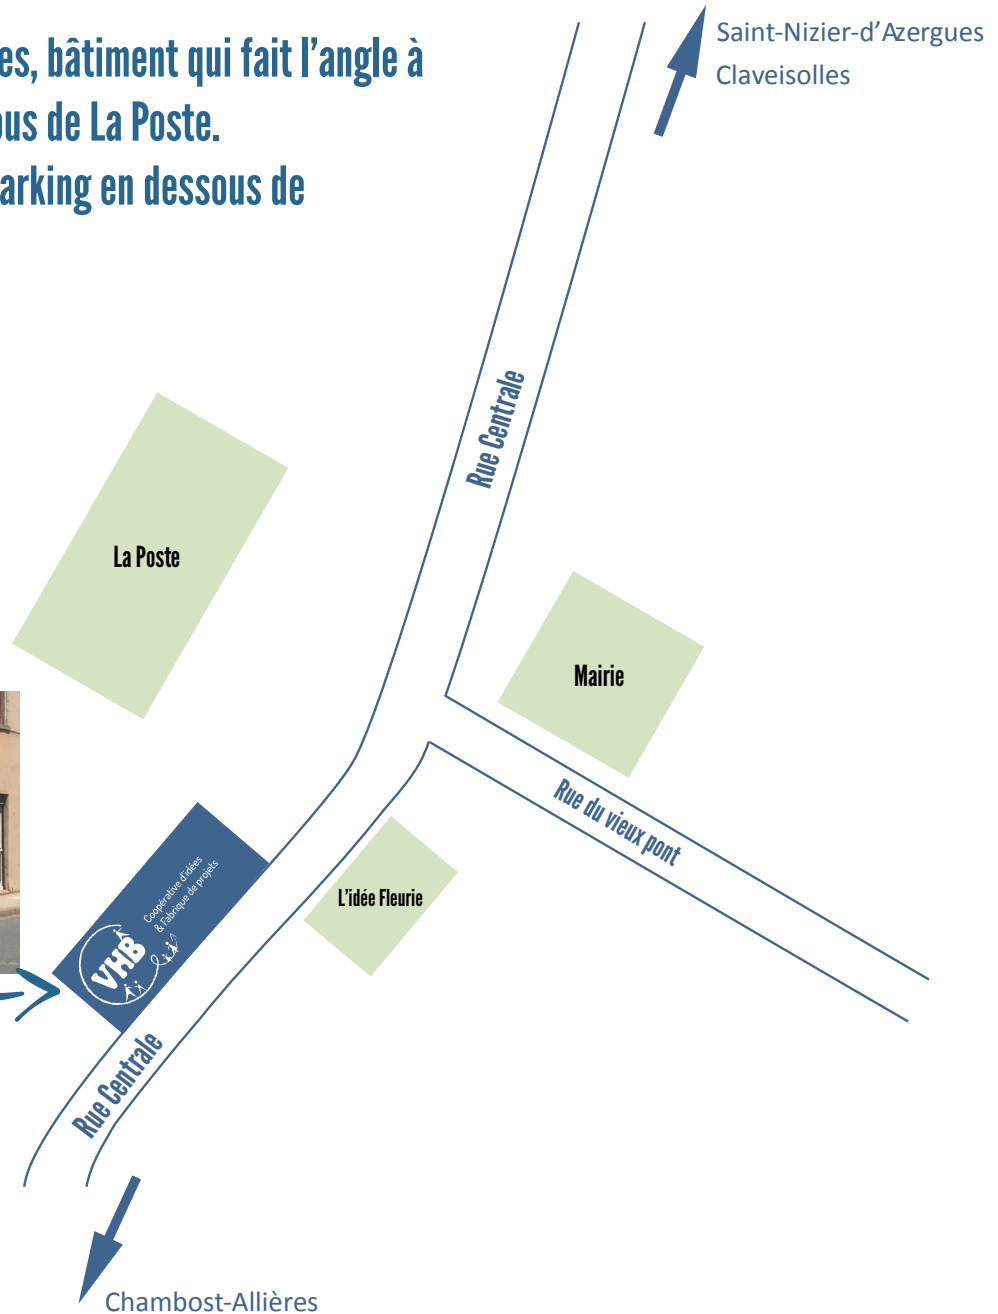 Saint-Nizier-d'Azergues
Claveisolles
es, bâtiment qui fait l'angle à
ous de La Poste.
arking en dessous de
Rue Centrale
La Poste
Mairie
Rue du vieux pont
L'idée Fleurie
Coopérative d'idées
& Fabrique de projets
VHB
Rue Centrale
Chambost-Allières